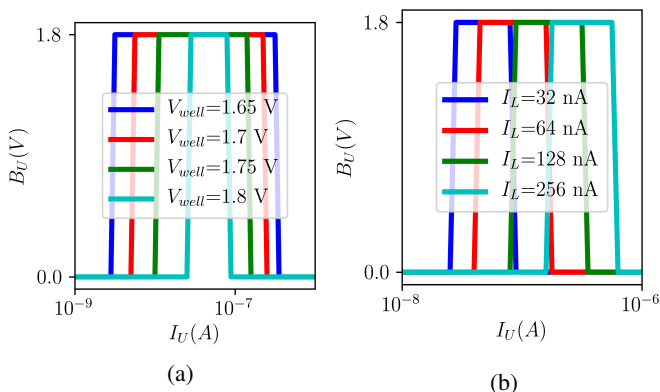 1.8
B_U(V)
0.0
V_well=1.65 V
V_well=1.7 V
V_well=1.75 V
V_well=1.8 V
10^-9
10^-7
I_U(A)
(a)
1.8
B_U(V)
0.0
I_L=32 nA
I_L=64 nA
I_L=128 nA
I_L=256 nA
10^-8
10^-6
I_U(A)
(b)